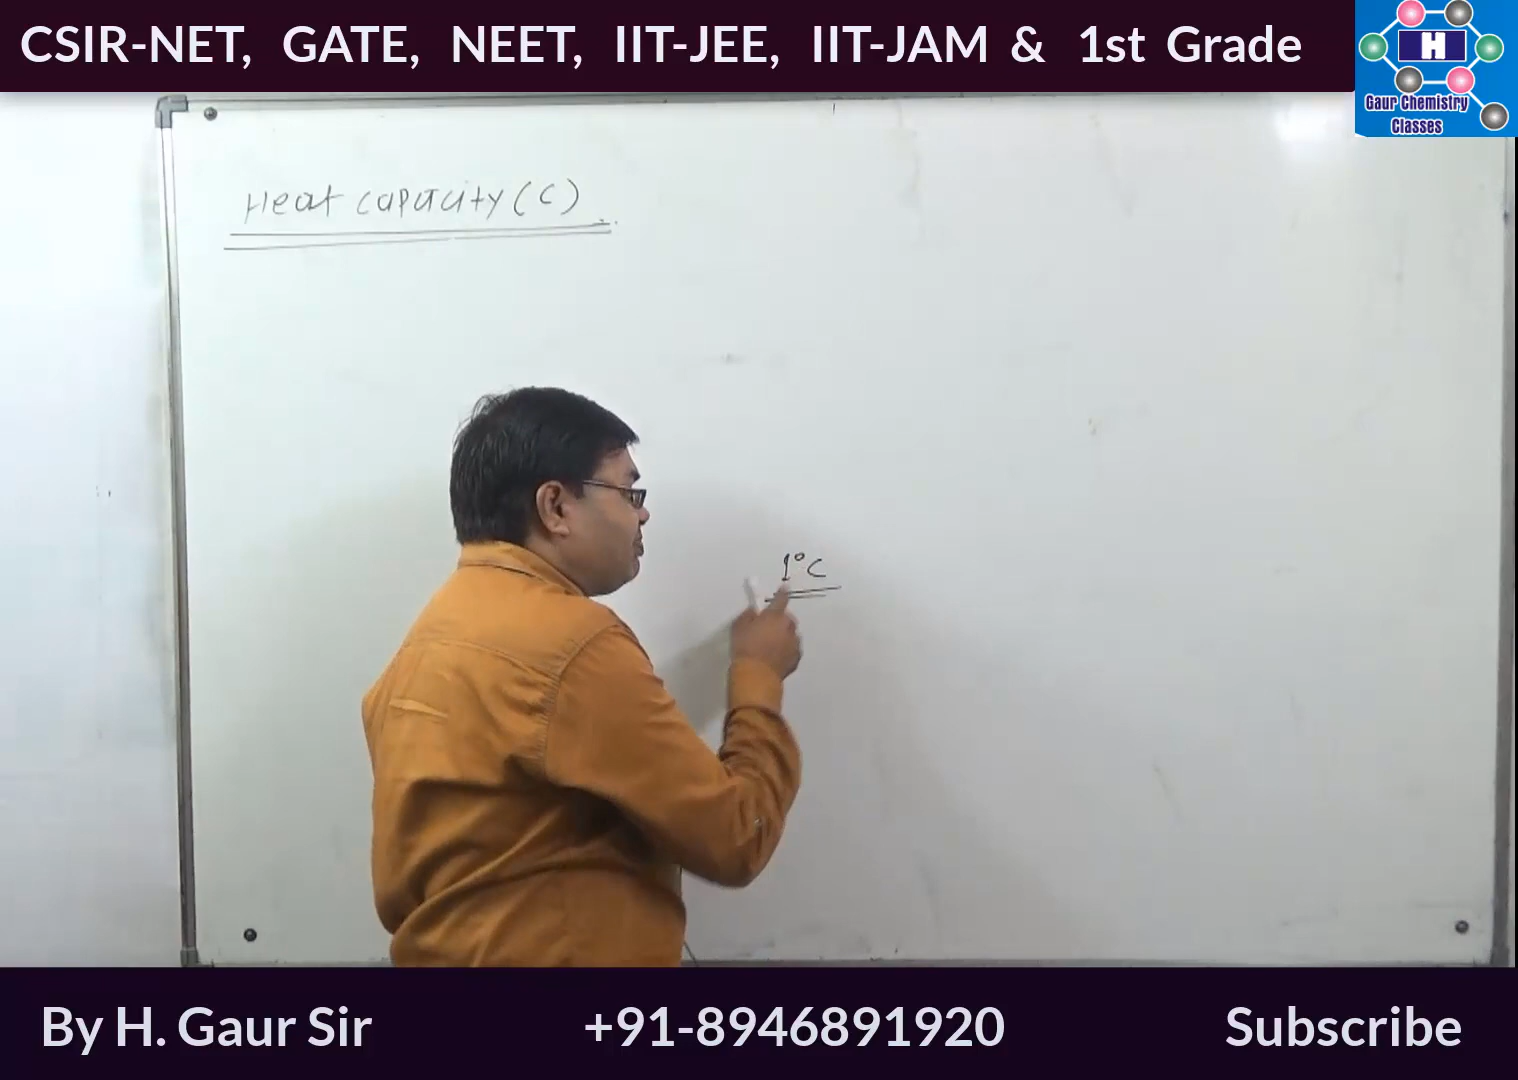 CSIR-NET, GATE, NEET, IIT-JEE, IIT-JAM & 1st Grade
H
Gaur Chemistry
Classes
Heat capacity (C)
1°C
By H. Gaur Sir +91-8946891920 Subscribe